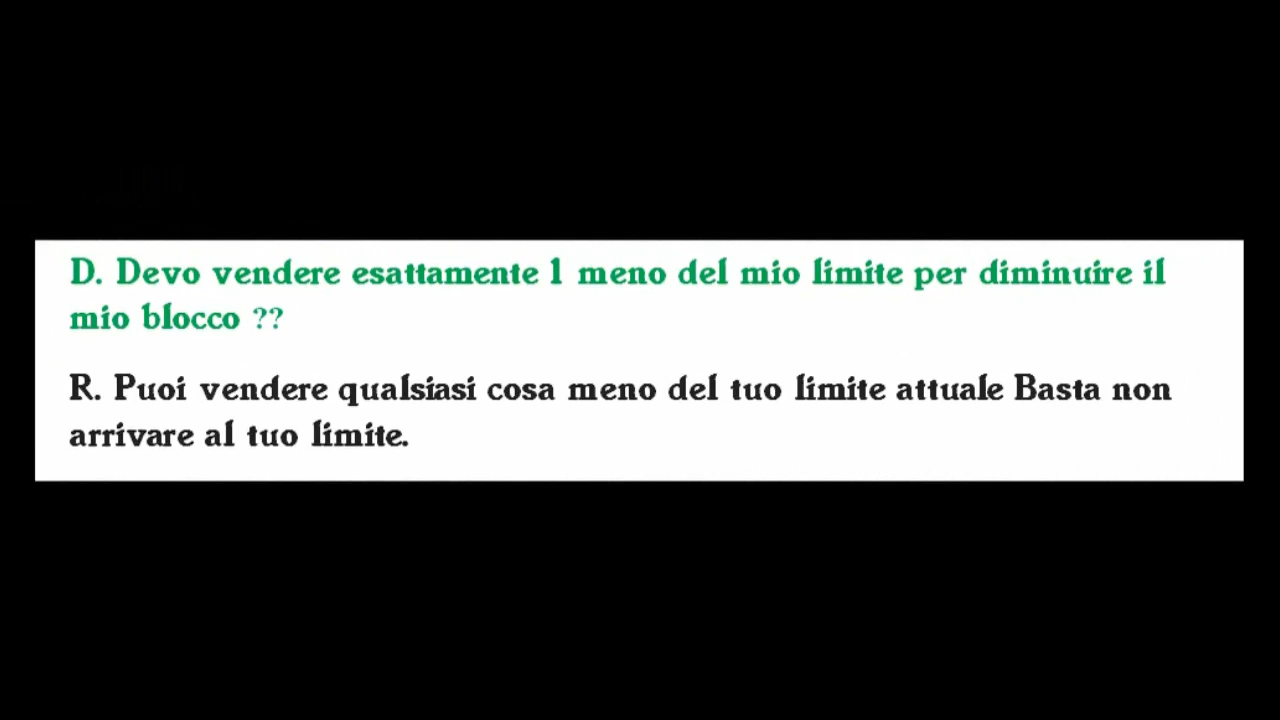 D. Devo vendere esattamente 1 meno del mio limite per diminuire il
mio blocco ??
R. Puoi vendere qualsiasi cosa meno del tuo limite attuale Basta non
arrivare al tuo limite.